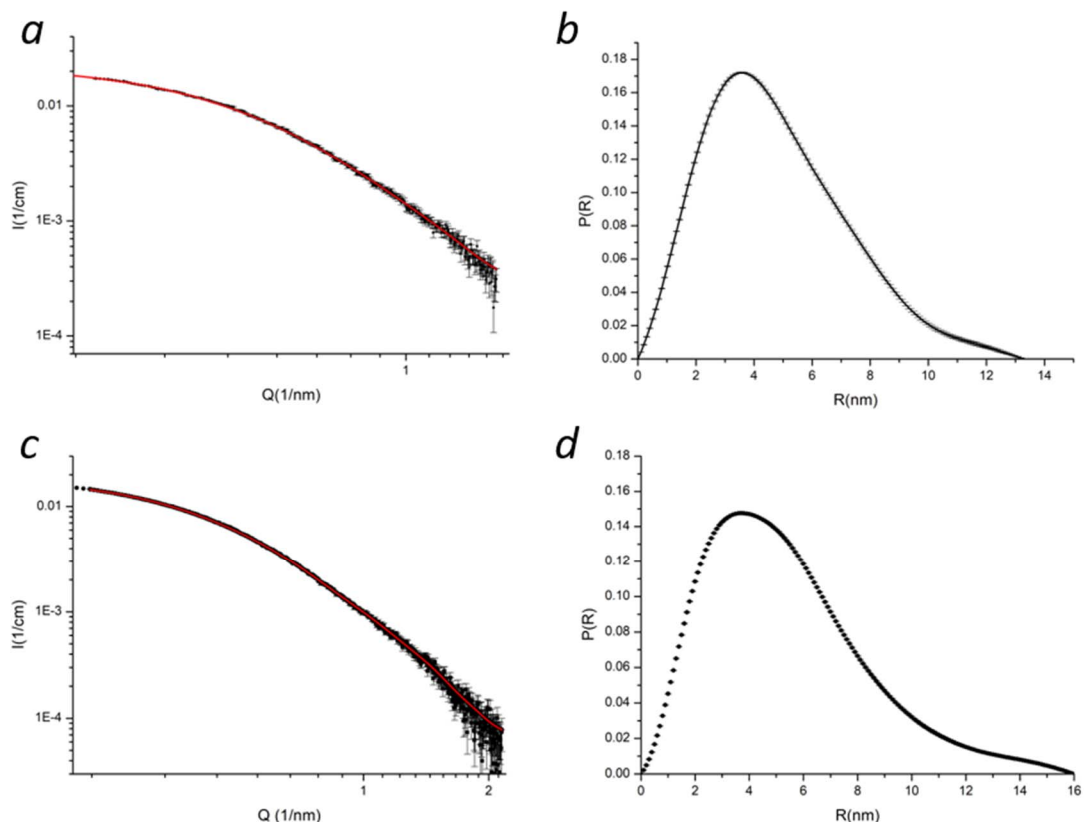 a
0.01
1E-3
1E-4
I(1/cm)
1
Q(1/nm)
b
0.18
0.16
0.14
0.12
0.10
0.08
0.06
0.04
0.02
0.00
P(R)
0 2 4 6 8 10 12 14
R(nm)
c
0.01
1E-3
1E-4
I(1/cm)
1 2
Q (1/nm)
d
0.18
0.16
0.14
0.12
0.10
0.08
0.06
0.04
0.02
0.00
P(R)
0 2 4 6 8 10 12 14 16
R(nm)